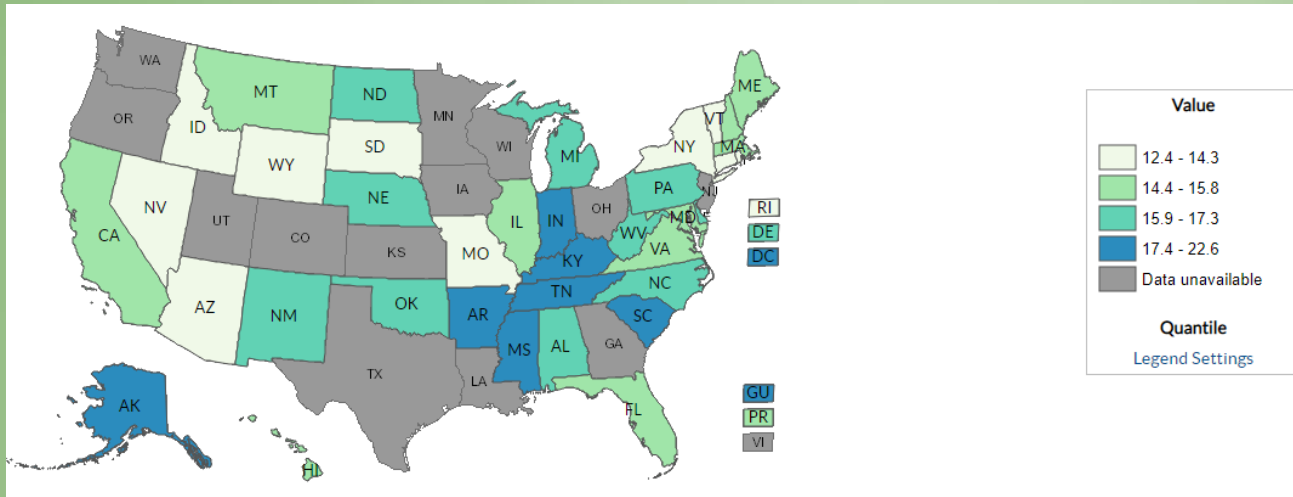 WA
MT
ND
MN
ME
OR
ID
VT
SD
WI
NY
MA
WY
MI
IA
PA
NE
NJ
NV
IL
IN
OH
RI
UT
MD
CA
CO
WV
DE
KS
MO
VA
KY
DC
NC
AZ
OK
TN
NM
AR
SC
MS
AL
GA
TX
LA
GU
AK
FL
PR
VI
HI
Value
12.4 - 14.3
14.4 - 15.8
15.9 - 17.3
17.4 - 22.6
Data unavailable
Quantile
Legend Settings